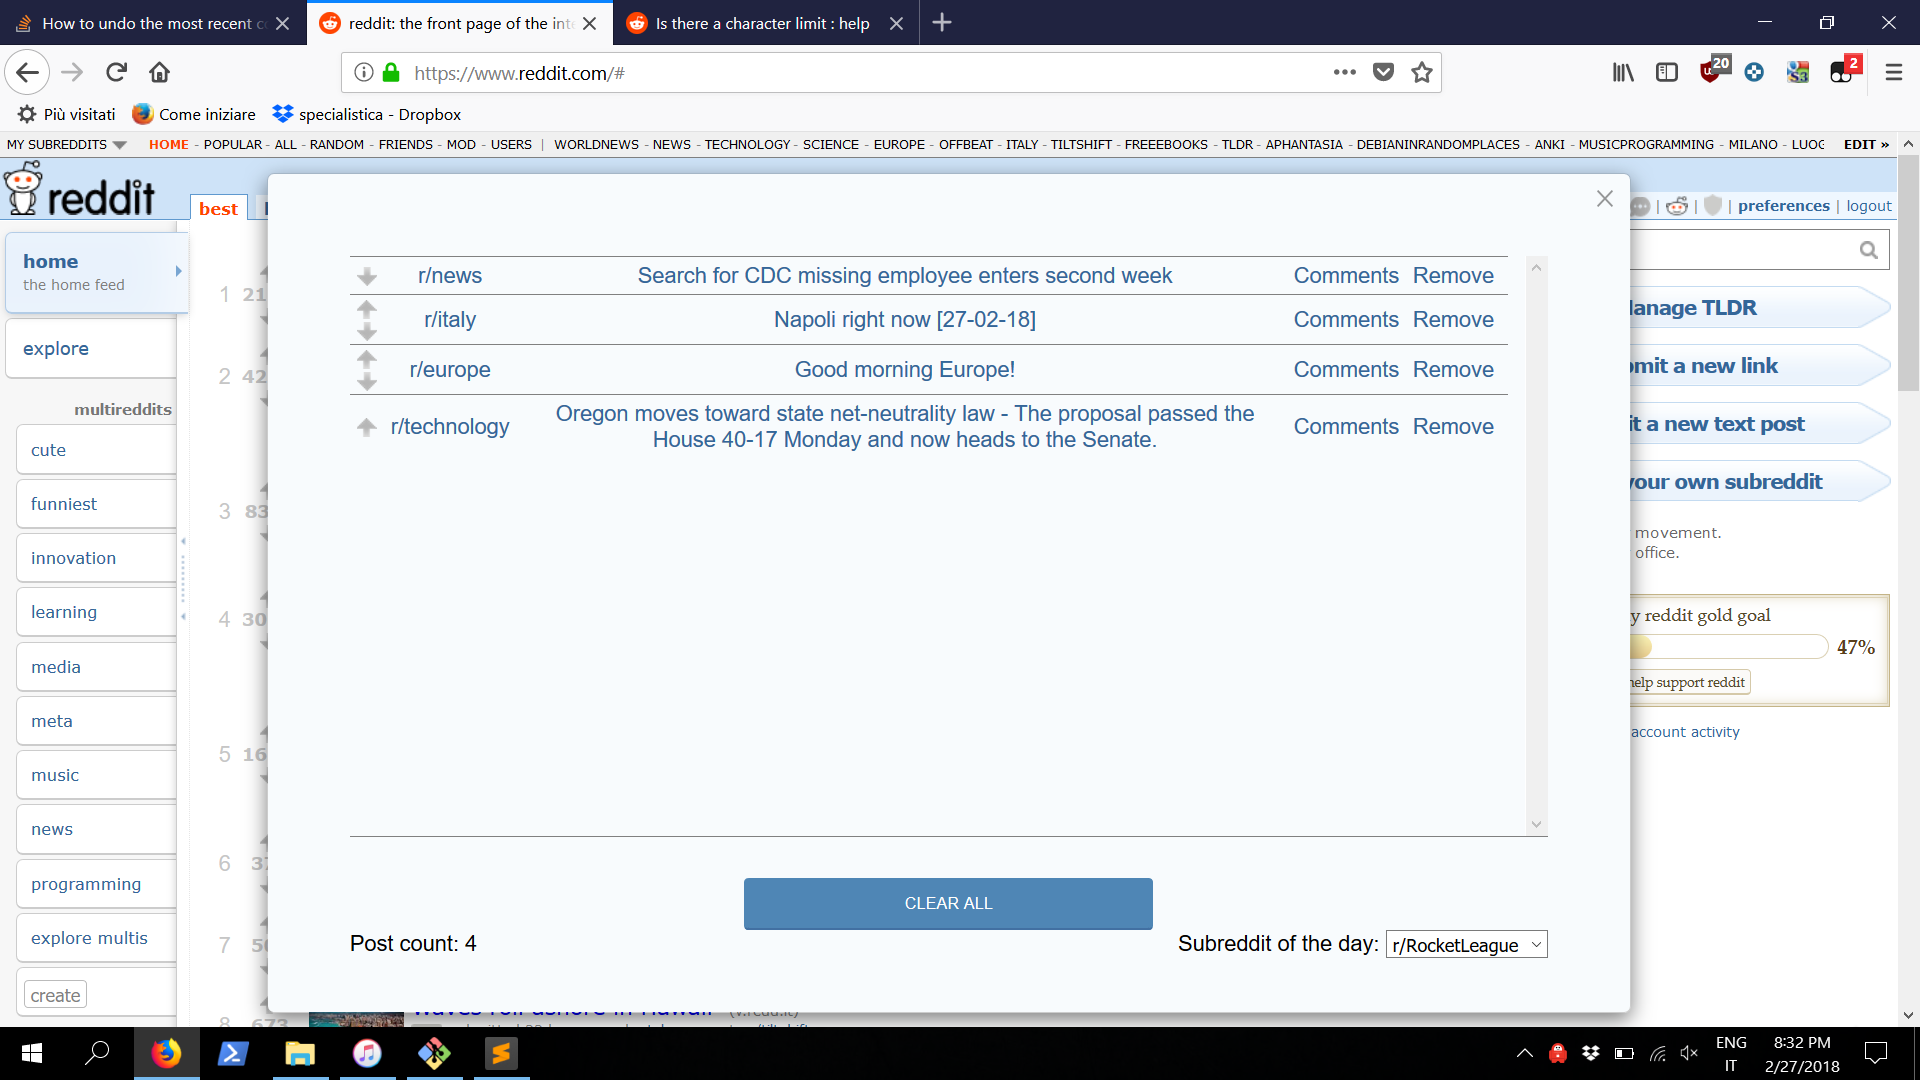 How to undo the most recent c
reddit: the front page of the inte
Is there a character limit : help
https://www.reddit.com/#
20
2
Più visitati
Come iniziare
specialistica - Dropbox
MY SUBREDDITS HOME - POPULAR - ALL - RANDOM - FRIENDS - MOD - USERS | WORLDNEWS - NEWS - TECHNOLOGY - SCIENCE - EUROPE - OFFBEAT - ITALY - TILTSHIFT - FREEEBOOKS - TLDR - APHANTASIA - DEBIANINRANDOMPLACES - ANKI - MUSICPROGRAMMING - MILANO - LUOG EDIT »
reddit
best
| | | preferences | logout
home
the home feed
explore
multireddits
cute
funniest
innovation
learning
media
meta
music
news
programming
explore multis
create
1 21
2 42
3 83
4 30
5 16
6 37
7
8 673
r/news Search for CDC missing employee enters second week Comments Remove
r/italy Napoli right now [27-02-18] Comments Remove
r/europe Good morning Europe! Comments Remove
r/technology Oregon moves toward state net-neutrality law - The proposal passed the
House 40-17 Monday and now heads to the Senate. Comments Remove
CLEAR ALL
Post count: 4
Subreddit of the day: r/RocketLeague
anage TLDR
mit a new link
it a new text post
your own subreddit
movement.
office.
y reddit gold goal
47%
help support reddit
account activity
ENG
IT
8:32 PM
2/27/2018